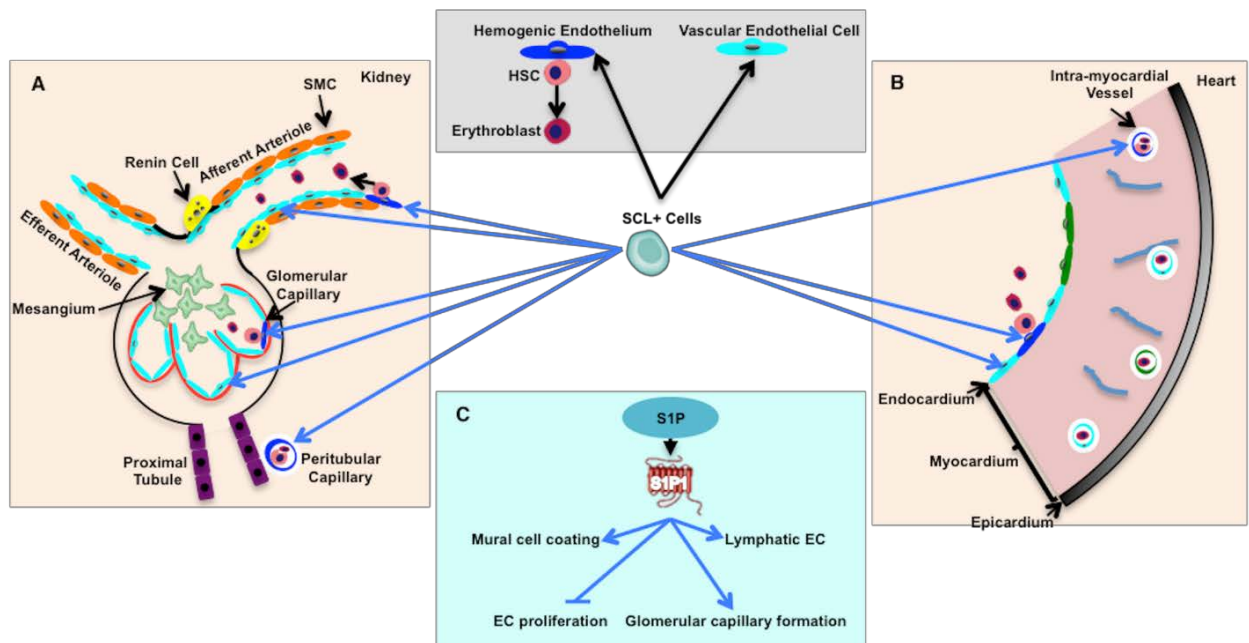 Hemogenic Endothelium
Vascular Endothelial Cell
HSC
Erythroblast
A
Kidney
SMC
Afferent Arteriole
Renin Cell
Efferent Arteriole
Mesangium
Glomerular
Capillary
Proximal
Tubule
Peritubular
Capillary
SCL+ Cells
B
Heart
Intra-myocardial
Vessel
Endocardium
Myocardium
Epicardium
C
S1P
S1P1
Mural cell coating
Lymphatic EC
EC proliferation
Glomerular capillary formation